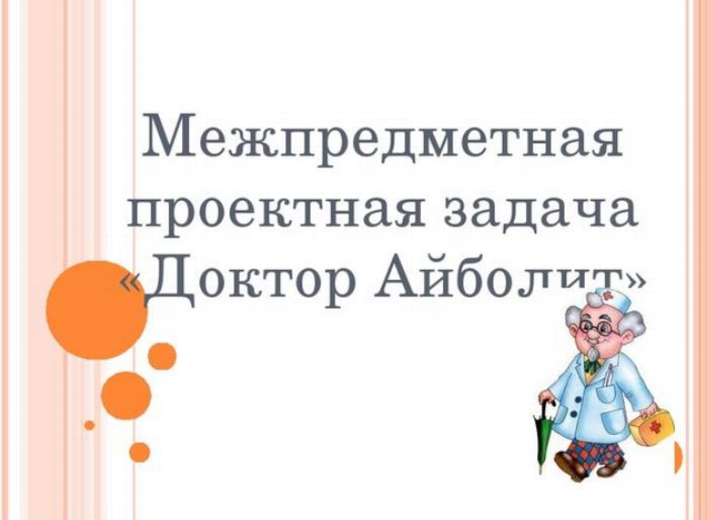 Межпредметная
проектная задача
«Доктор Айболит»